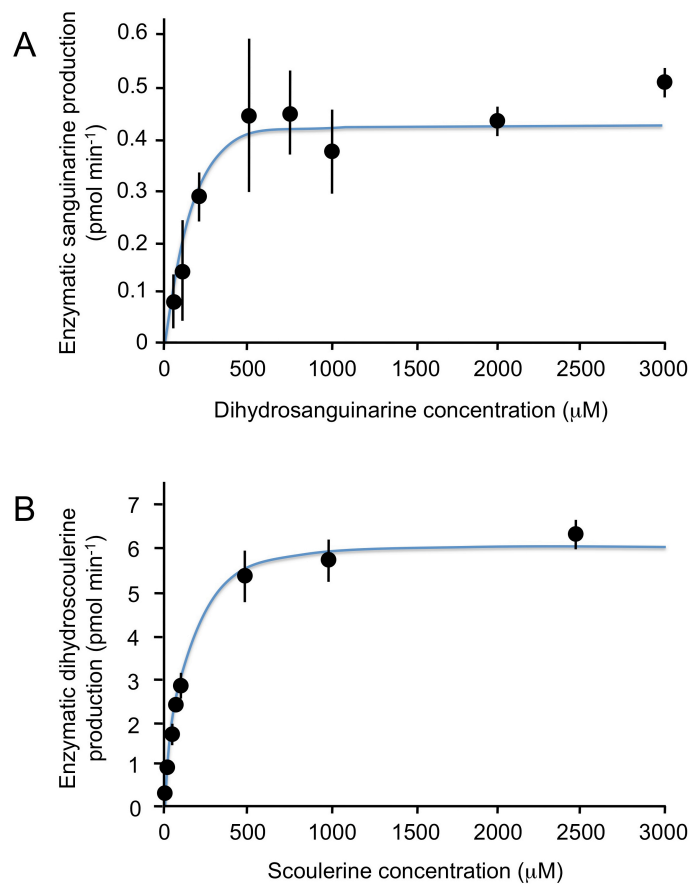 A
Enzymatic sanguinarine production
(pmol min-1)
0.6
0.5
0.4
0.3
0.2
0.1
0
0 500 1000 1500 2000 2500 3000
Dihydrosanguinarine concentration (μM)
B
Enzymatic dihydroscoulerine
production (pmol min-1)
7
6
5
4
3
2
1
0
0 500 1000 1500 2000 2500 3000
Scoulerine concentration (μM)